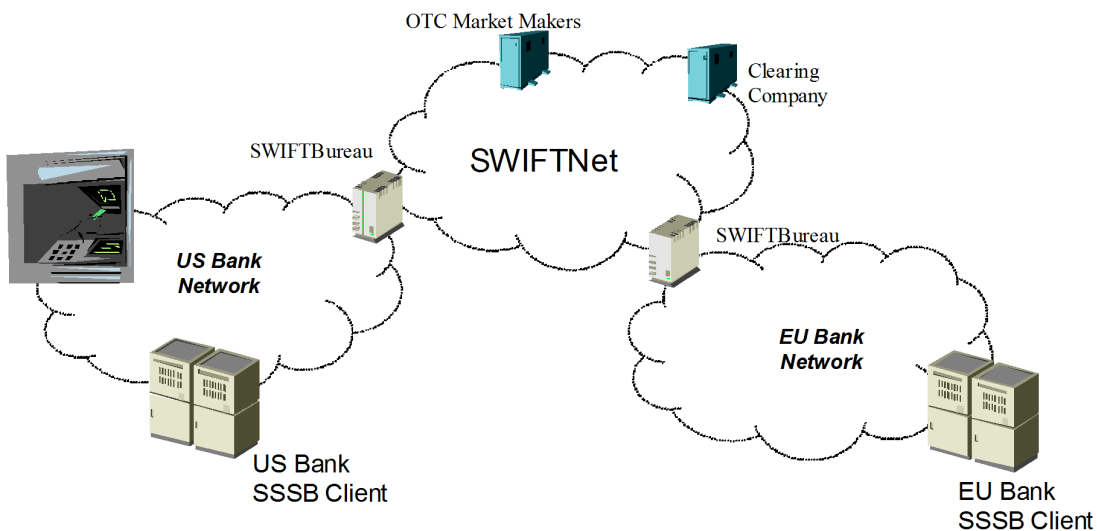 OTC Market Makers
Clearing
Company
SWIFTBureau
SWIFTNet
SWIFTBureau
US Bank
Network
EU Bank
Network
US Bank
SSSB Client
EU Bank
SSSB Client